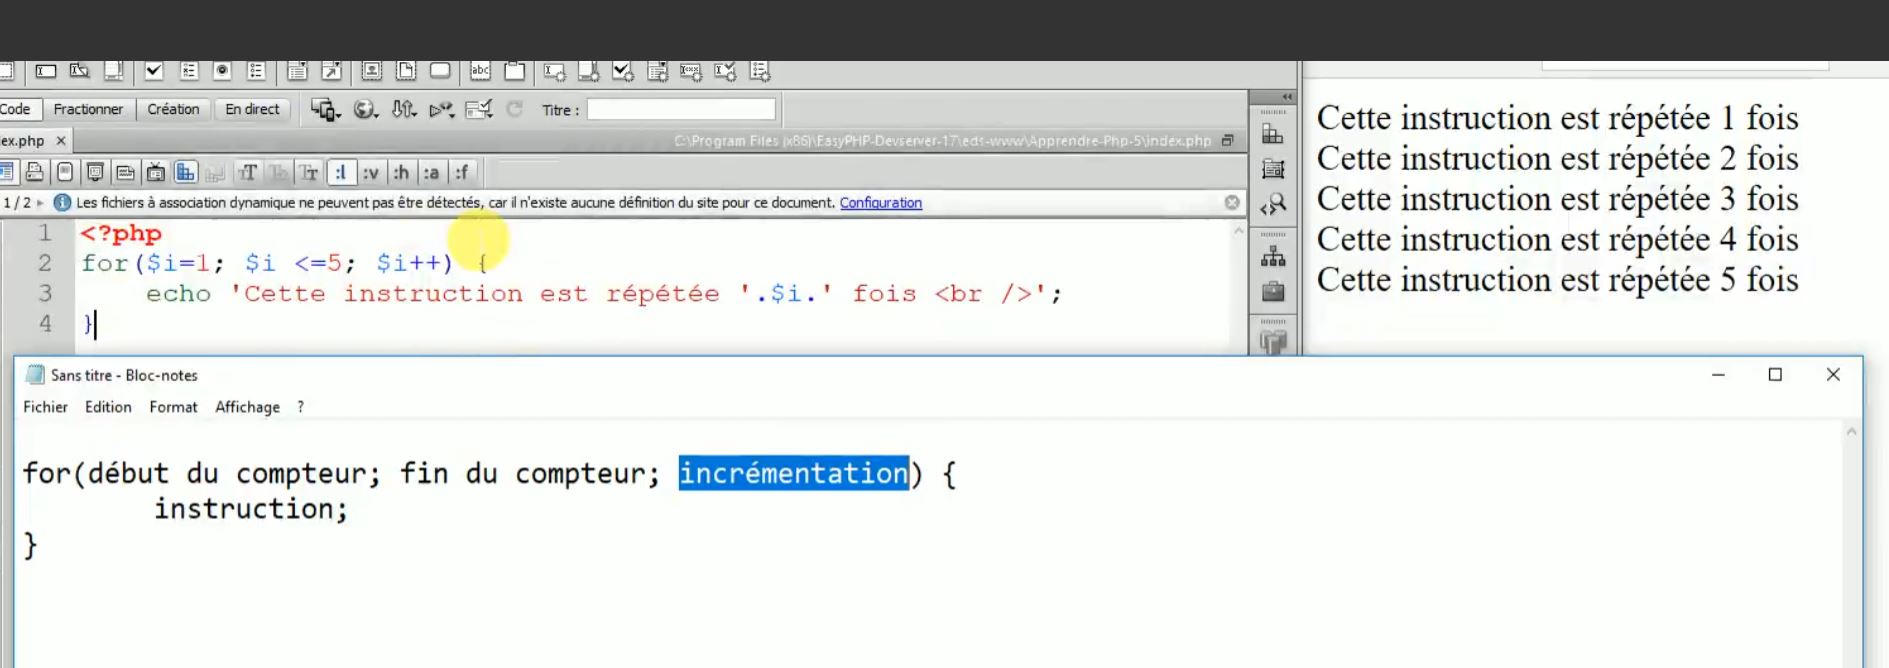 Code Fractionner Création En direct Titre :
ex.php × C:\Program Files (x86)\EasyPHP-Devserver-17\eds-www\Apprendre-Php-5\index.php
:l :v :h :a :f
1 / 2 Les fichiers à association dynamique ne peuvent pas être détectés, car il n'existe aucune définition du site pour ce document. Configuration
1 <?php
2 for($i=1; $i <=5; $i++) {
3 echo 'Cette instruction est répétée '.$i.' fois <br />';
4 }
Cette instruction est répétée 1 fois
Cette instruction est répétée 2 fois
Cette instruction est répétée 3 fois
Cette instruction est répétée 4 fois
Cette instruction est répétée 5 fois
Sans titre - Bloc-notes
Fichier Edition Format Affichage ?
for(début du compteur; fin du compteur; incrémentation) {
instruction;
}